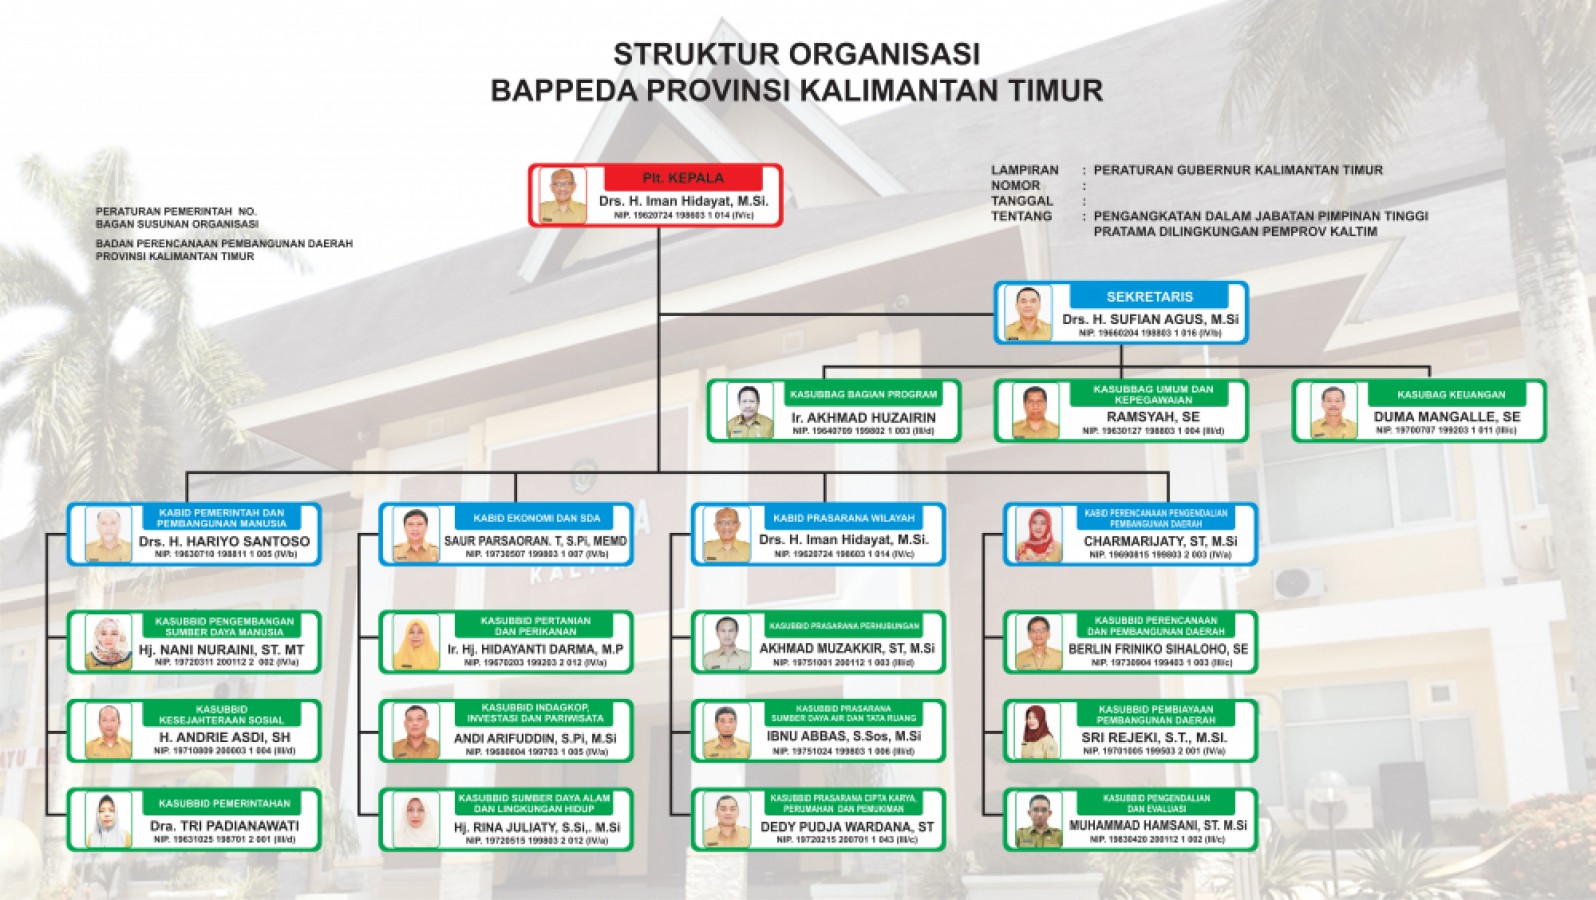 STRUKTUR ORGANISASI
BAPPEDA PROVINSI KALIMANTAN TIMUR
PERATURAN PEMERINTAH NO.
BAGAN SUSUNAN ORGANISASI
BADAN PERENCANAAN PEMBANGUNAN DAERAH
PROVINSI KALIMANTAN TIMUR
Plt. KEPALA
Drs. H. Iman Hidayat, M.Si.
NIP. 19620724 198603 1 014 (IV/c)
LAMPIRAN : PERATURAN GUBERNUR KALIMANTAN TIMUR
NOMOR :
TANGGAL :
TENTANG : PENGANGKATAN DALAM JABATAN PIMPINAN TINGGI
PRATAMA DILINGKUNGAN PEMPROV KALTIM
SEKRETARIS
Drs. H. SUFIAN AGUS, M.Si
NIP. 19660204 198803 1 016 (IV/b)
KASUBBAG BAGIAN PROGRAM
Ir. AKHMAD HUZAIRIN
NIP. 19640709 199802 1 003 (III/d)
KASUBBAG UMUM DAN
KEPEGAWAIAN
RAMSYAH, SE
NIP. 19630127 198803 1 004 (III/d)
KASUBAG KEUANGAN
DUMA MANGALLE, SE
NIP. 19700707 199203 1 011 (III/c)
KABID PEMERINTAH DAN
PEMBANGUNAN MANUSIA
Drs. H. HARIYO SANTOSO
NIP. 19630710 198811 1 005 (IV/b)
KASUBBID PENGEMBANGAN
SUMBER DAYA MANUSIA
Hj. NANI NURAINI, ST. MT
NIP. 19720311 200112 2 002 (IV/a)
KASUBBID
KESEJAHTERAAN SOSIAL
H. ANDRIE ASDI, SH
NIP. 19710809 200003 1 004 (III/d)
KASUBBID PEMERINTAHAN
Dra. TRI PADIANAWATI
NIP. 19631025 198701 2 001 (III/d)
KABID EKONOMI DAN SDA
SAUR PARSAORAN. T, S.Pi, MEMD
NIP. 19730507 199803 1 007 (IV/b)
KASUBBID PERTANIAN
DAN PERIKANAN
Ir. Hj. HIDAYANTI DARMA, M.P
NIP. 19670203 199203 2 012 (IV/a)
KASUBBID INDAGKOP,
INVESTASI DAN PARIWISATA
ANDI ARIFUDDIN, S.Pi, M.Si
NIP. 19680604 199703 1 005 (IV/a)
KASUBBID SUMBER DAYA ALAM
DAN LINGKUNGAN HIDUP
Hj. RINA JULIATY, S.Si,. M.Si
NIP. 19720515 199803 2 012 (IV/a)
KABID PRASARANA WILAYAH
Drs. H. Iman Hidayat, M.Si.
NIP. 19620724 198603 1 014 (IV/c)
KASUBBID PRASARANA PERHUBUNGAN
AKHMAD MUZAKKIR, ST, M.Si
NIP. 19751001 200112 1 003 (III/d)
KASUBBID PRASARANA
SUMBER DAYA AIR DAN TATA RUANG
IBNU ABBAS, S.Sos, M.Si
NIP. 19751024 199803 1 006 (III/d)
KASUBBID PRASARANA CIPTA KARYA,
PERUMAHAN DAN PEMUKIMAN
DEDY PUDJA WARDANA, ST
NIP. 19720215 200701 1 043 (III/c)
KABID PERENCANAAN PENGENDALIAN
PEMBANGUNAN DAERAH
CHARMARIJATY, ST, M.Si
NIP. 19690815 199803 2 003 (IV/a)
KASUBBID PERENCANAAN
DAN PEMBANGUNAN DAERAH
BERLIN FRINIKO SIHALOHO, SE
NIP. 19730904 199403 1 003 (III/c)
KASUBBID PEMBIAYAAN
PEMBANGUNAN DAERAH
SRI REJEKI, S.T., M.SI.
NIP. 19701005 199503 2 001 (IV/a)
KASUBBID PENGENDALIAN
DAN EVALUASI
MUHAMMAD HAMSANI, ST. M.Si
NIP. 19830420 200112 1 002 (III/c)